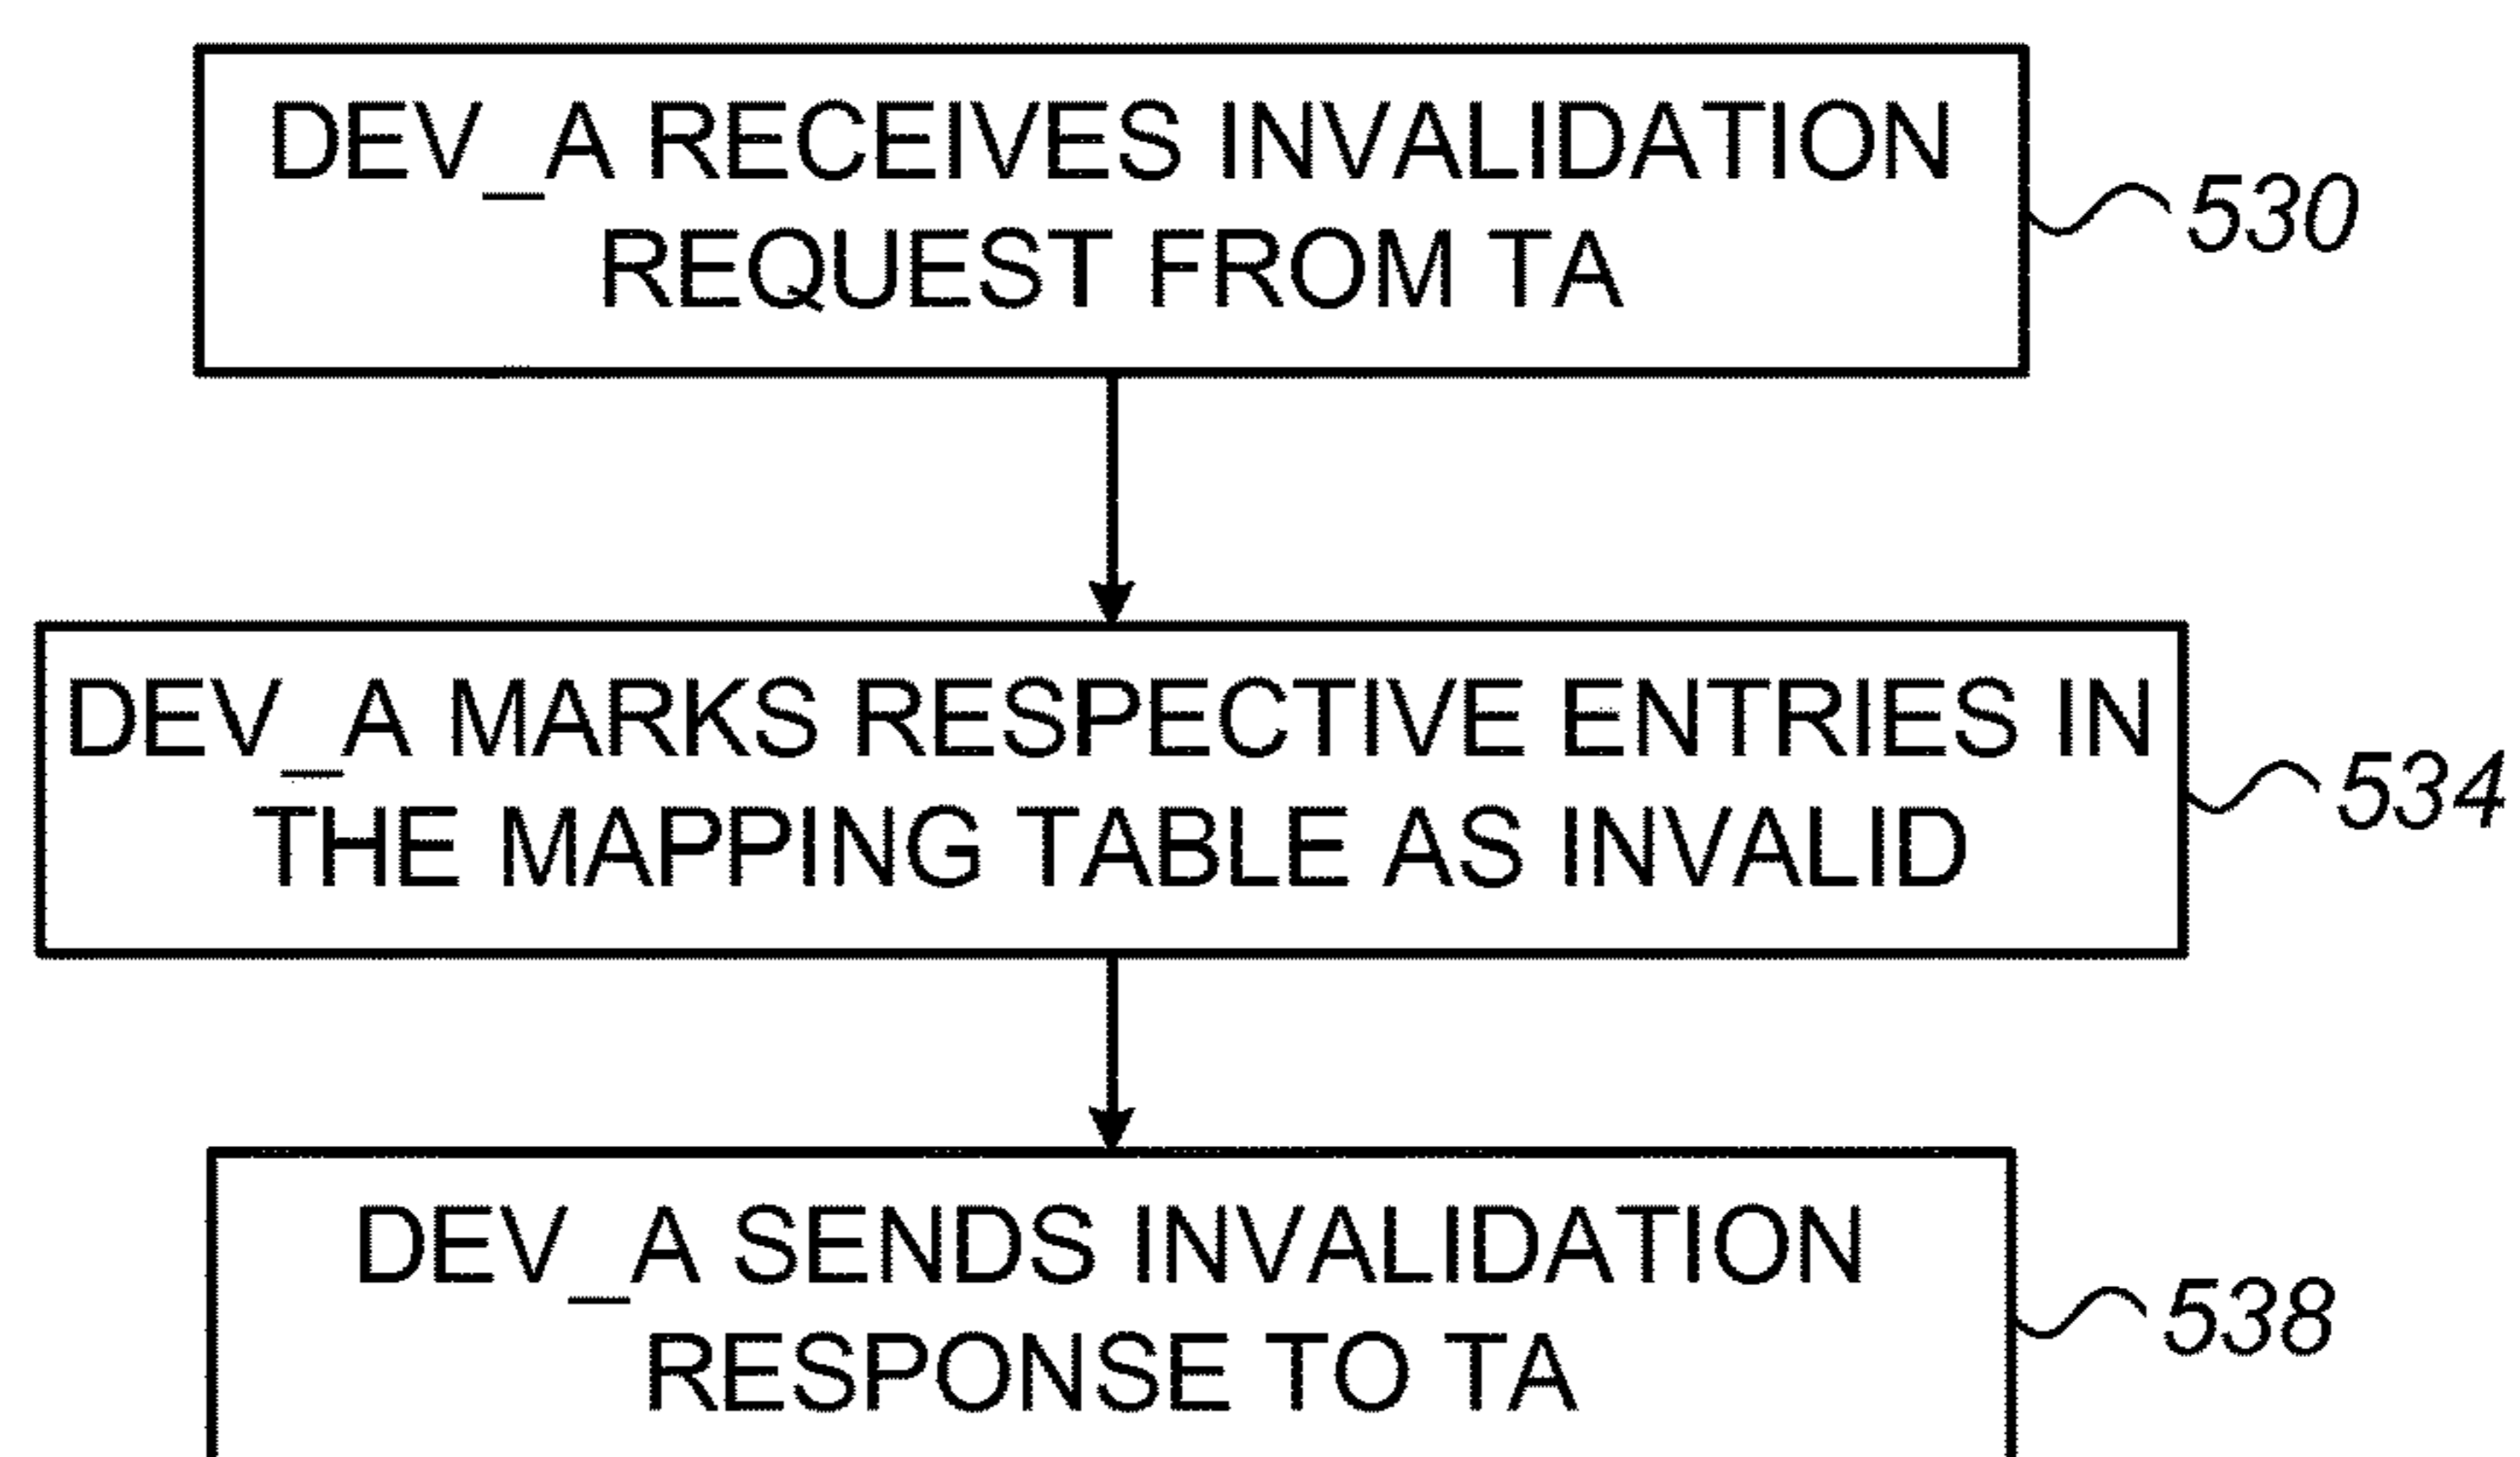 DEV_A RECEIVES INVALIDATION
REQUEST FROM TA
530
DEV_A MARKS RESPECTIVE ENTRIES IN
THE MAPPING TABLE AS INVALID
534
DEV_A SENDS INVALIDATION
RESPONSE TO TA
538